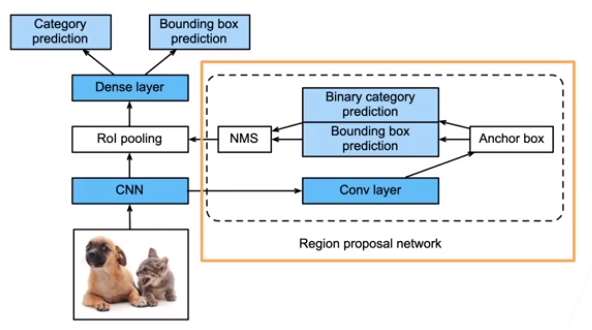 Category
prediction
Bounding box
prediction
Dense layer
RoI pooling
CNN
NMS
Binary category
prediction
Bounding box
prediction
Anchor box
Conv layer
Region proposal network